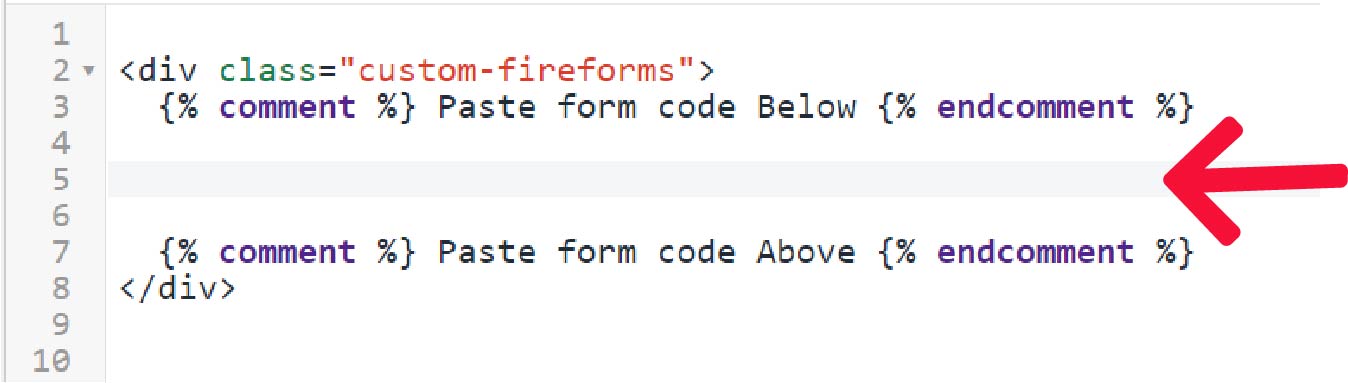 1
2 <div class="custom-fireforms">
3 {% comment %} Paste form code Below {% endcomment %}
4
5
6
7 {% comment %} Paste form code Above {% endcomment %}
8 </div>
9
10